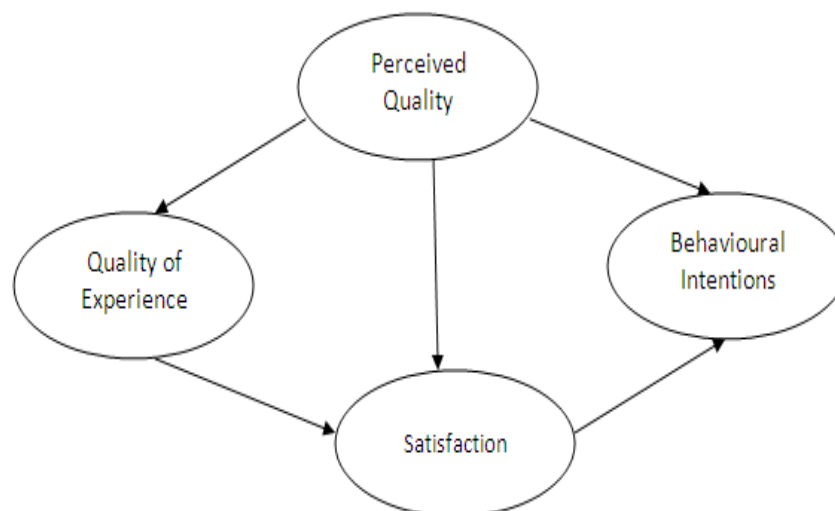 Perceived
Quality
Quality of
Experience
Behavioural
Intentions
Satisfaction